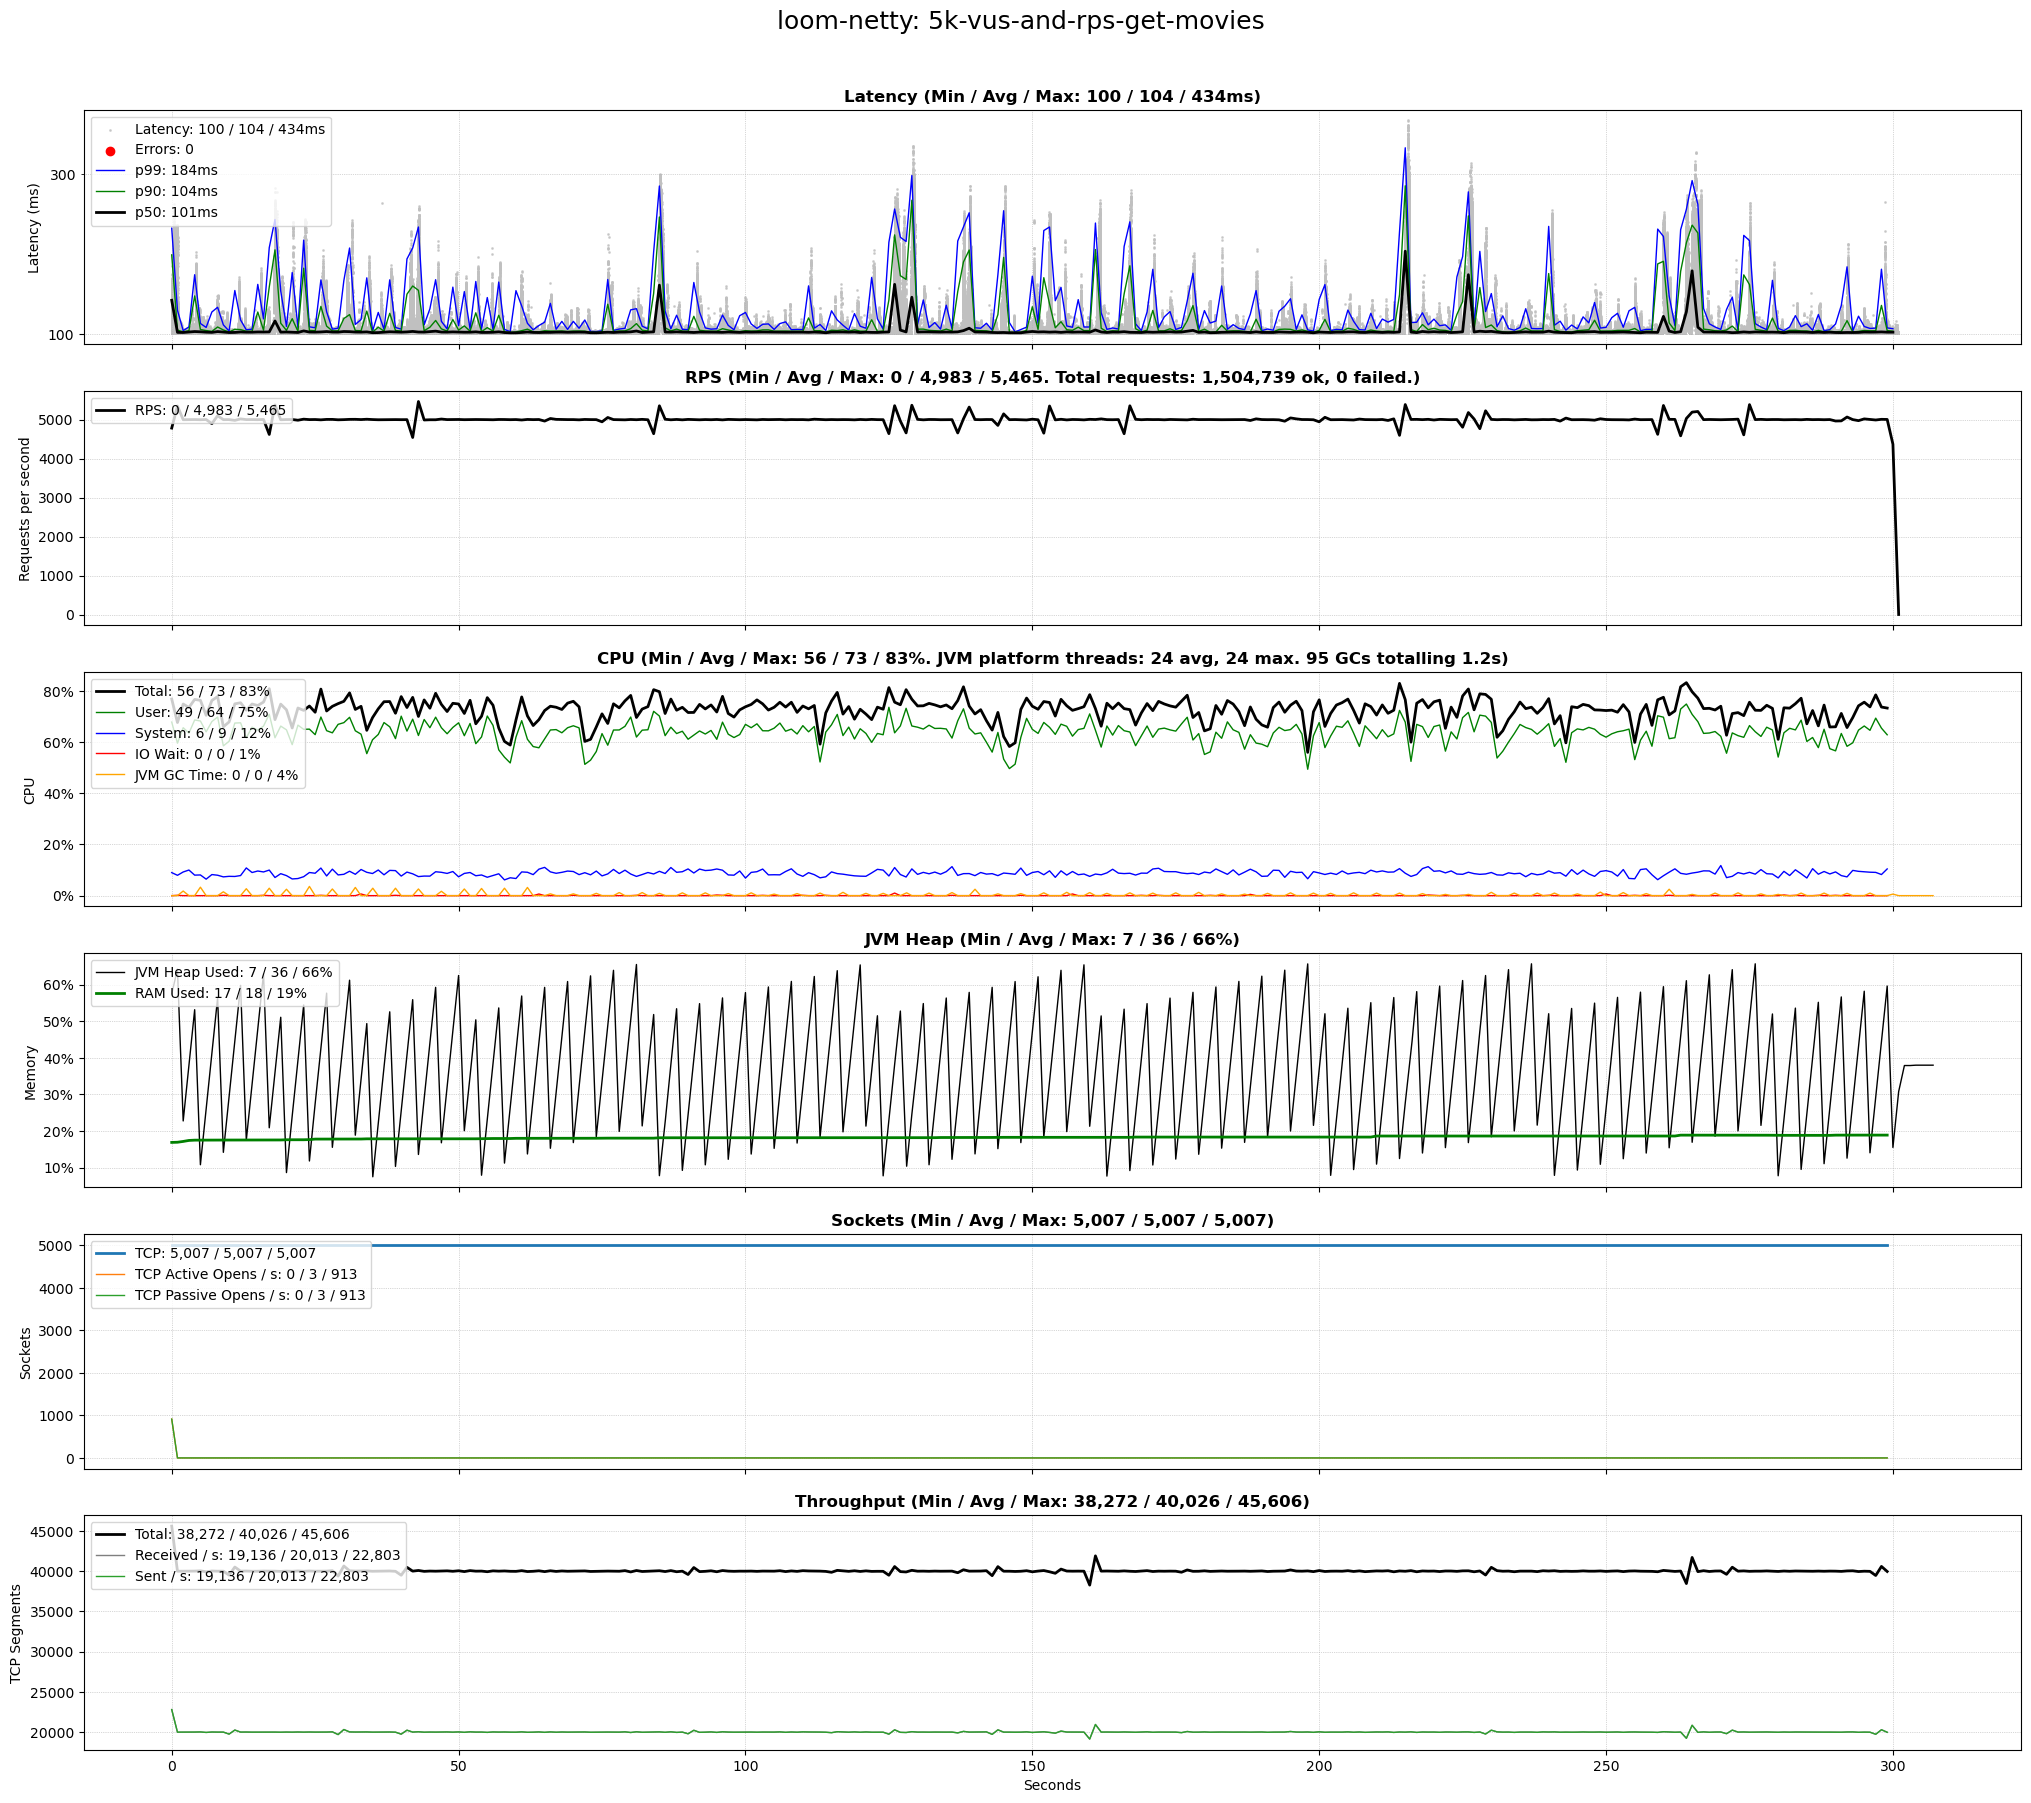 loom-netty: 5k-vus-and-rps-get-movies
Latency (Min / Avg / Max: 100 / 104 / 434ms)
Latency: 100 / 104 / 434ms
Errors: 0
p99: 184ms
p90: 104ms
p50: 101ms
300
100
Latency (ms)
RPS (Min / Avg / Max: 0 / 4,983 / 5,465. Total requests: 1,504,739 ok, 0 failed.)
RPS: 0 / 4,983 / 5,465
5000
4000
3000
2000
1000
0
Requests per second
CPU (Min / Avg / Max: 56 / 73 / 83%. JVM platform threads: 24 avg, 24 max. 95 GCs totalling 1.2s)
Total: 56 / 73 / 83%
User: 49 / 64 / 75%
System: 6 / 9 / 12%
IO Wait: 0 / 0 / 1%
JVM GC Time: 0 / 0 / 4%
80%
60%
40%
20%
0%
CPU
JVM Heap (Min / Avg / Max: 7 / 36 / 66%)
JVM Heap Used: 7 / 36 / 66%
RAM Used: 17 / 18 / 19%
60%
50%
40%
30%
20%
10%
Memory
Sockets (Min / Avg / Max: 5,007 / 5,007 / 5,007)
TCP: 5,007 / 5,007 / 5,007
TCP Active Opens / s: 0 / 3 / 913
TCP Passive Opens / s: 0 / 3 / 913
5000
4000
3000
2000
1000
0
Sockets
Throughput (Min / Avg / Max: 38,272 / 40,026 / 45,606)
Total: 38,272 / 40,026 / 45,606
Received / s: 19,136 / 20,013 / 22,803
Sent / s: 19,136 / 20,013 / 22,803
45000
40000
35000
30000
25000
20000
TCP Segments
0
50
100
150
200
250
300
Seconds